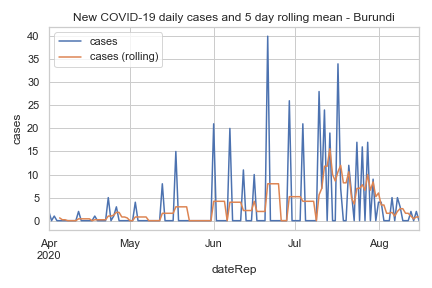 New COVID-19 daily cases and 5 day rolling mean - Burundi
cases
cases (rolling)
40
35
30
25
20
15
10
5
0
cases
Apr
2020
May
Jun
Jul
Aug
dateRep